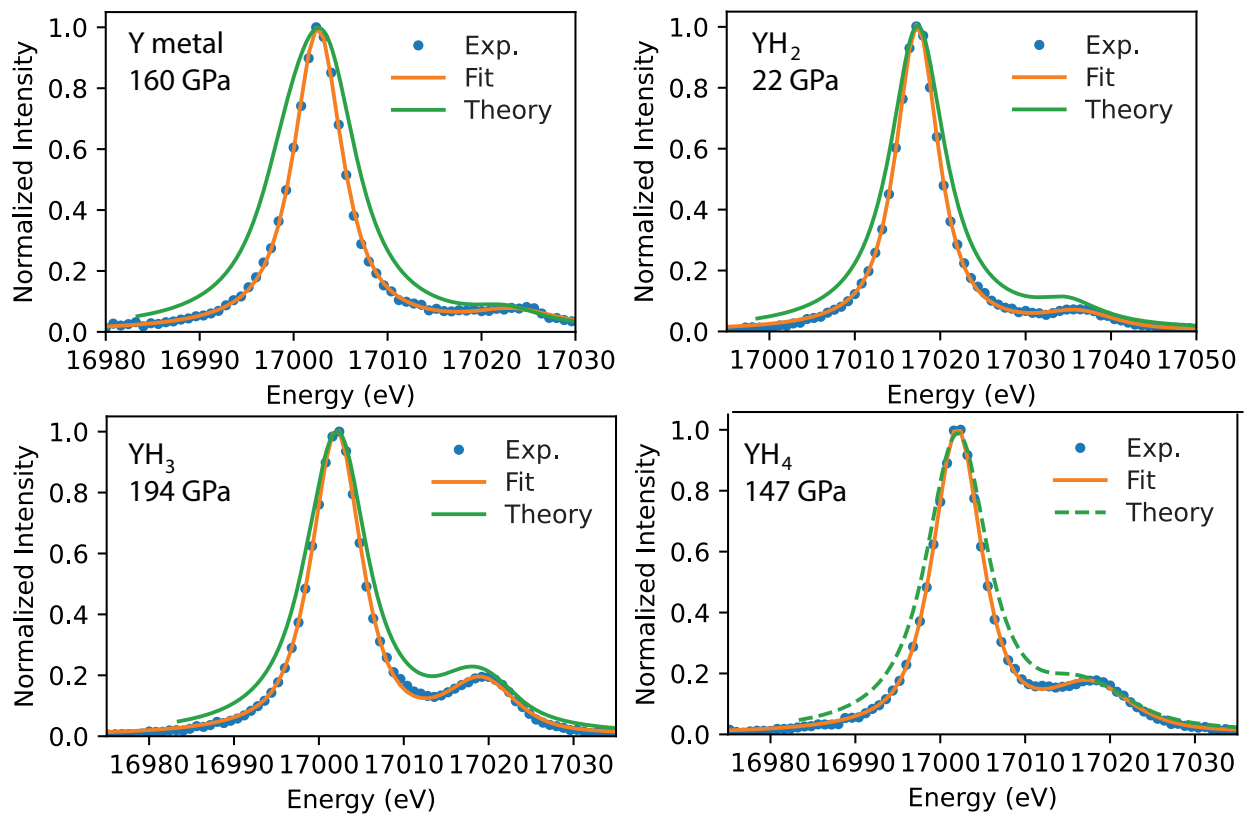 Y metal
160 GPa
Exp.
Fit
Theory
Normalized Intensity
1.0
0.8
0.6
0.4
0.2
0.0
16980 16990 17000 17010 17020 17030
Energy (eV)
YH₂
22 GPa
Exp.
Fit
Theory
Normalized Intensity
1.0
0.8
0.6
0.4
0.2
0.0
17000 17010 17020 17030 17040 17050
Energy (eV)
YH₃
194 GPa
Exp.
Fit
Theory
Normalized Intensity
1.0
0.8
0.6
0.4
0.2
0.0
16980 16990 17000 17010 17020 17030
Energy (eV)
YH₄
147 GPa
Exp.
Fit
Theory
Normalized Intensity
1.0
0.8
0.6
0.4
0.2
0.0
16980 16990 17000 17010 17020 17030
Energy (eV)